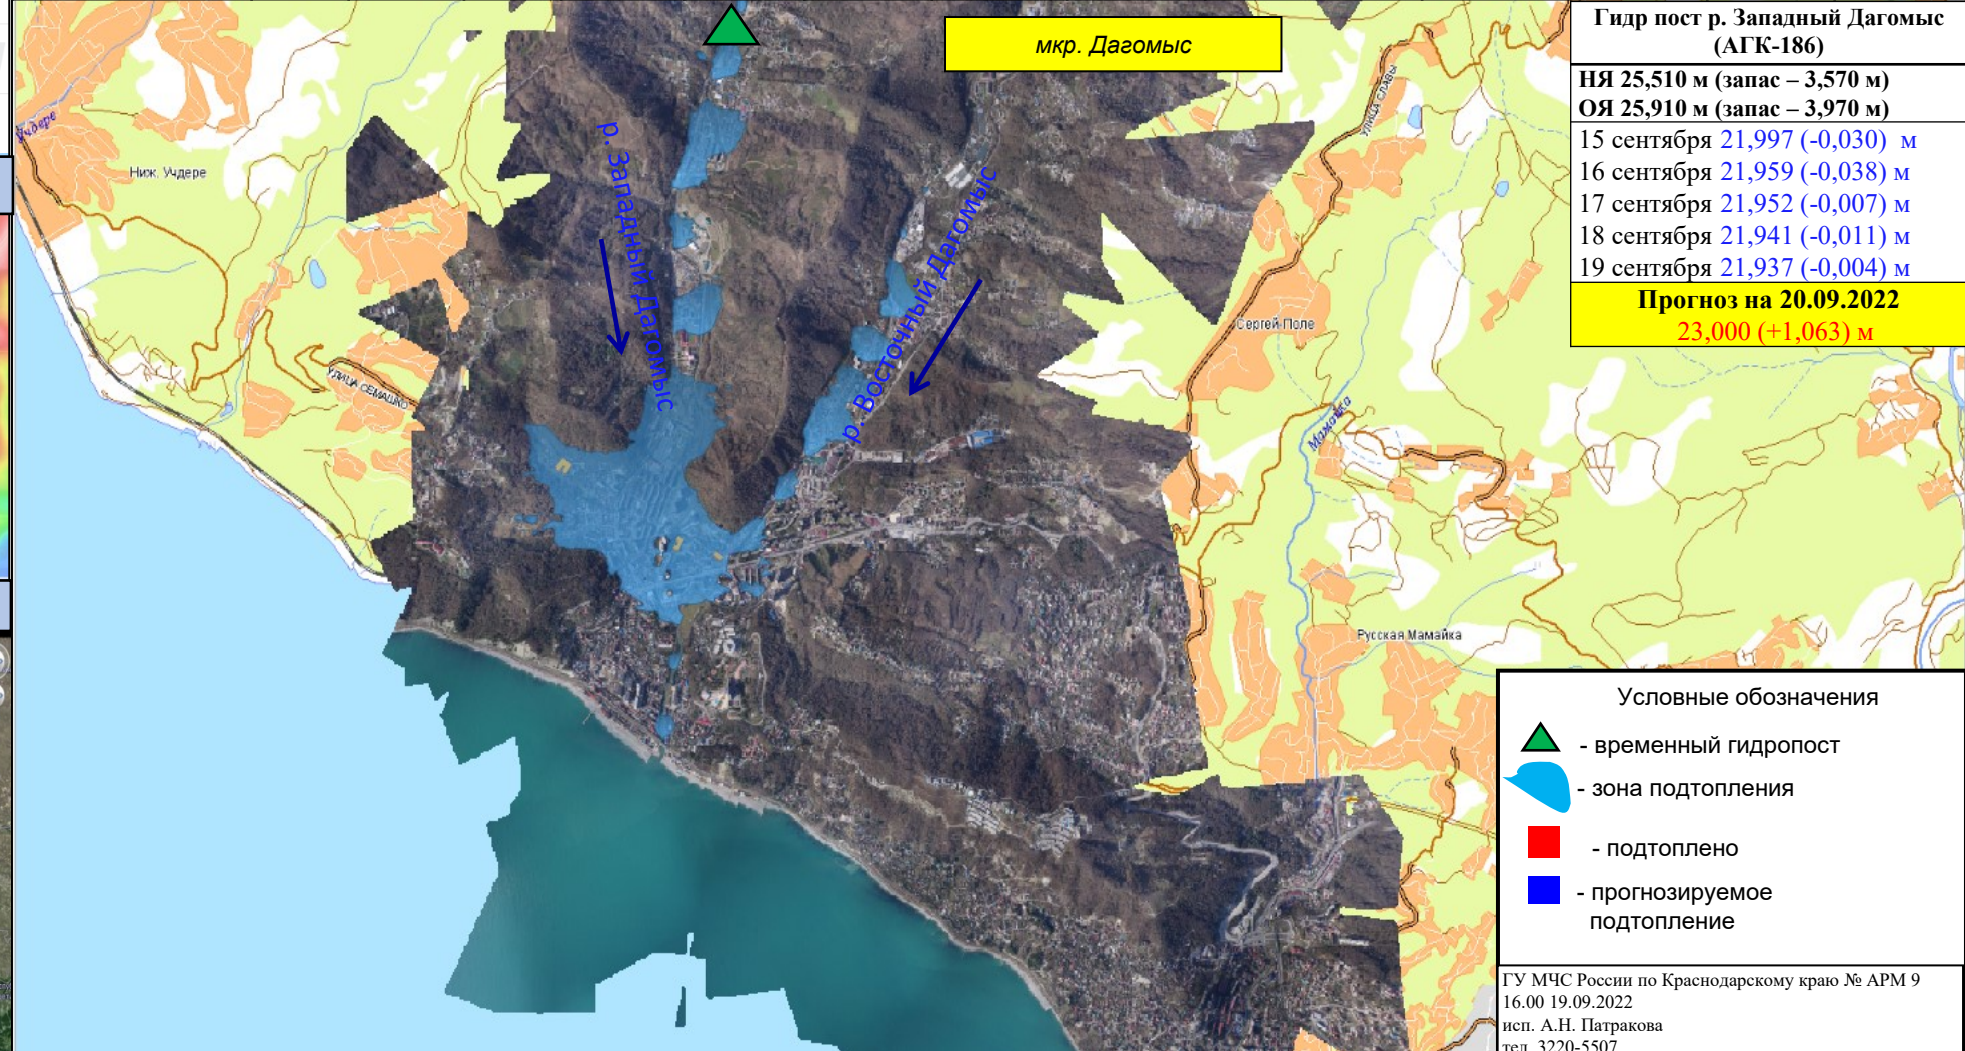 мкр. Дагомыс
Гидр пост р. Западный Дагомыс
(АГК-186)
НЯ 25,510 м (запас – 3,570 м)
ОЯ 25,910 м (запас – 3,970 м)
15 сентября 21,997 (-0,030) м
16 сентября 21,959 (-0,038) м
17 сентября 21,952 (-0,007) м
18 сентября 21,941 (-0,011) м
19 сентября 21,937 (-0,004) м
Прогноз на 20.09.2022
23,000 (+1,063) м
Учдере
Ниж. Учдере
р. Западный Дагомыс
р. Восточный Дагомыс
УЛИЦА СЛАВЫ
Сергей-Поле
УЛИЦА СЕМАШКО
Мамайка
Русская Мамайка
Условные обозначения
- временный гидропост
- зона подтопления
- подтоплено
- прогнозируемое
подтопление
ГУ МЧС России по Краснодарскому краю № АРМ 9
16.00 19.09.2022
исп. А.Н. Патракова
тел. 3220-5507